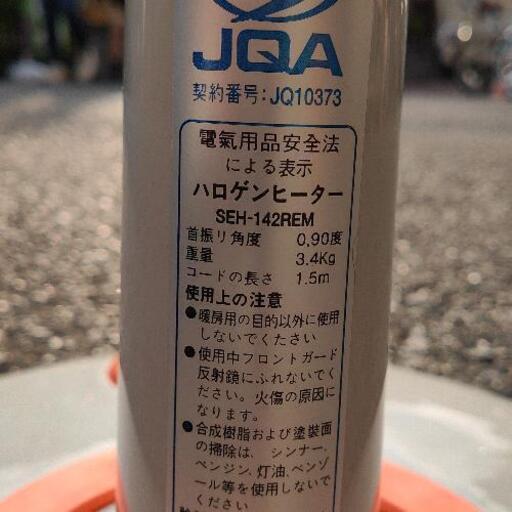 JQA
契約番号:JQ10373
電氣用品安全法
による表示
ハロゲンヒーター
SEH-142REM
首振リ角度 0,90度
重量 3.4Kg
コードの長さ 1.5m
使用上の注意
●暖房用の目的以外に使用
しないでください
●使用中フロントガード
反射鏡にふれないでく
ださい。火傷の原因に
なります。
●合成樹脂および塗装面
の掃除は、シンナー、
ベンジン、灯油、ベンゾ
ール等を使用しないで
ください